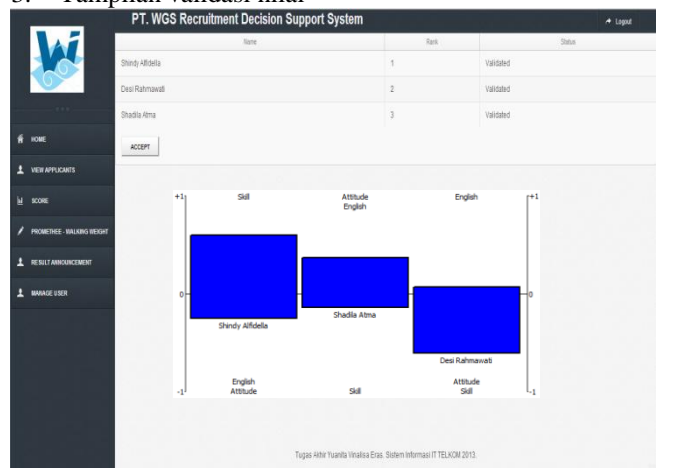 PT. WGS Recruitment Decision Support System
Logout
Name Rank Status
Shindy Alfidella 1 Validated
Desi Rahmawati 2 Validated
Shadila Atma 3 Validated
ACCEPT
HOME
VIEW APPLICANTS
SCORE
PROMETHEE - WALKING WEIGHT
RESULT ANNOUNCEMENT
MANAGE USER
+1 Skill Attitude English +1
English
0 0
Shindy Alfidella Shadila Atma
Desi Rahmawati
English Attitude
-1 Attitude Skill Skill -1
Tugas Akhir Yuanita Vinalisa Eras. Sistem Informasi IT TELKOM 2013.